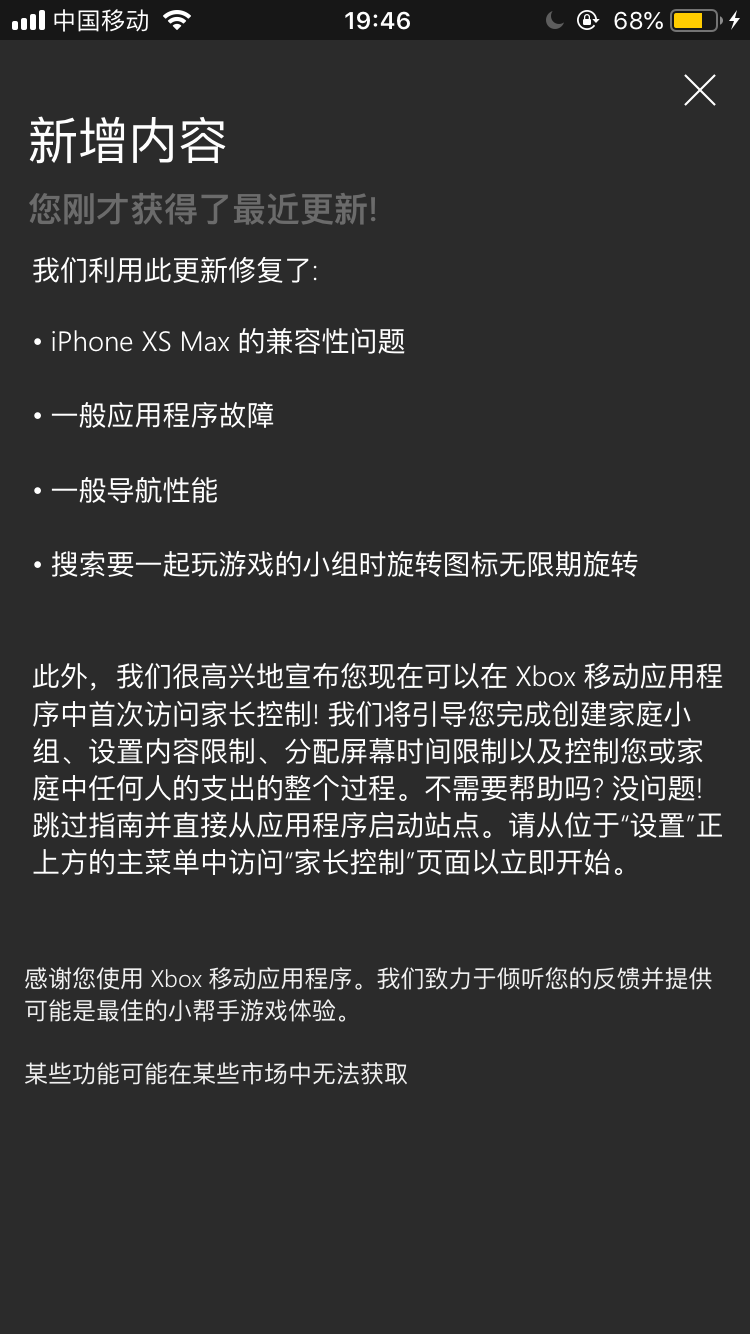 中国移动 19:46 68%
新增内容
您刚才获得了最近更新!
我们利用此更新修复了:
• iPhone XS Max 的兼容性问题
• 一般应用程序故障
• 一般导航性能
• 搜索要一起玩游戏的小组时旋转图标无限期旋转
此外，我们很高兴地宣布您现在可以在 Xbox 移动应用程
序中首次访问家长控制! 我们将引导您完成创建家庭小
组、设置内容限制、分配屏幕时间限制以及控制您或家
庭中任何人的支出的整个过程。不需要帮助吗? 没问题!
跳过指南并直接从应用程序启动站点。请从位于“设置”正
上方的主菜单中访问“家长控制”页面以立即开始。
感谢您使用 Xbox 移动应用程序。我们致力于倾听您的反馈并提供
可能是最佳的小帮手游戏体验。
某些功能可能在某些市场中无法获取